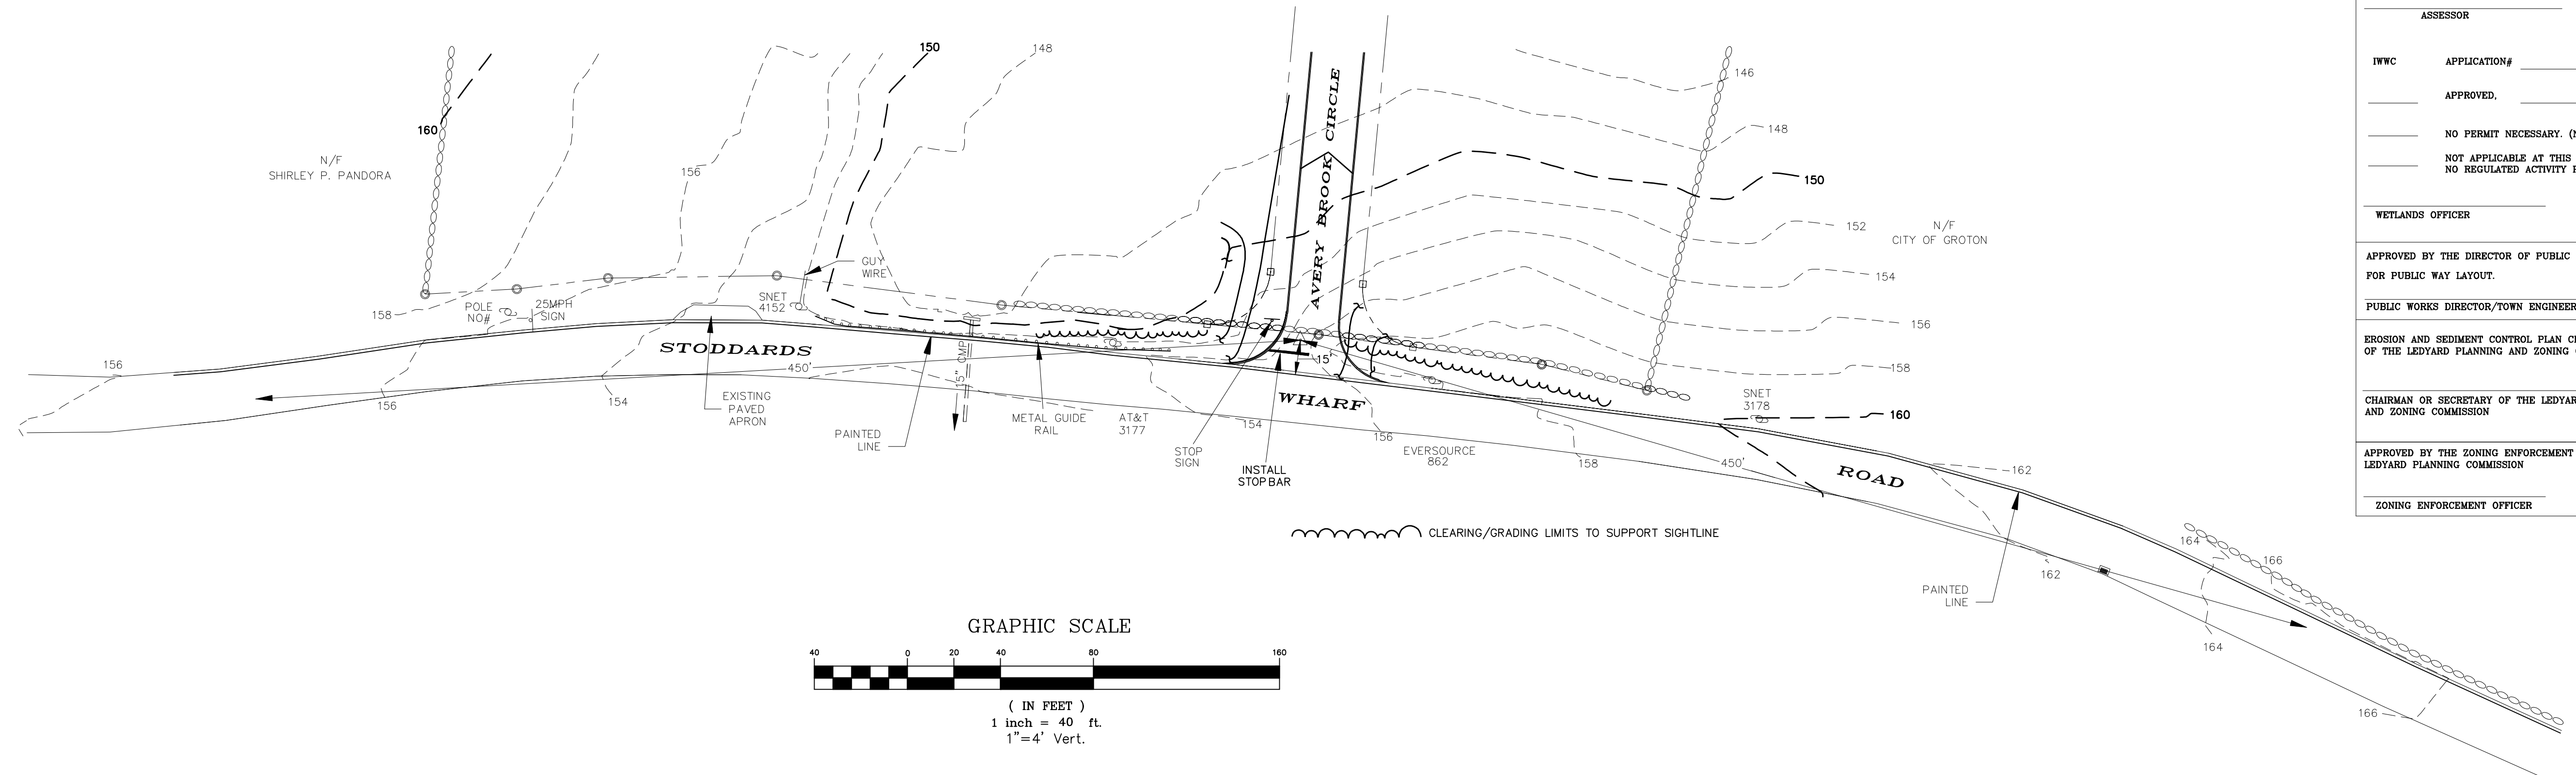 150
148
160
N/F
SHIRLEY P. PANDORA
156
AVERY BROOK CIRCLE
146
148
150
152
N/F
CITY OF GROTON
154
156
158
160
GUY
WIRE
SNET
4152
POLE
NO#
25MPH
SIGN
158
156
STODDARDS
450'
15" CMP
15'
WHARF
156
154
EXISTING
PAVED
APRON
PAINTED
LINE
METAL GUIDE
RAIL
AT&T
3177
154
STOP
SIGN
INSTALL
STOP BAR
156
EVERSOURCE
862
158
SNET
3178
450'
ROAD
162
162
164
166
164
166
PAINTED
LINE
CLEARING/GRADING LIMITS TO SUPPORT SIGHTLINE
GRAPHIC SCALE
40 0 20 40 80 160
( IN FEET )
1 inch = 40 ft.
1"=4' Vert.
ASSESSOR
IWWC APPLICATION#
APPROVED,
NO PERMIT NECESSARY.
NOT APPLICABLE AT THIS
NO REGULATED ACTIVITY
WETLANDS OFFICER
APPROVED BY THE DIRECTOR OF PUBLIC
FOR PUBLIC WAY LAYOUT.
PUBLIC WORKS DIRECTOR/TOWN ENGINEER
EROSION AND SEDIMENT CONTROL PLAN
OF THE LEDYARD PLANNING AND ZONING
CHAIRMAN OR SECRETARY OF THE LEDYARD
AND ZONING COMMISSION
APPROVED BY THE ZONING ENFORCEMENT
LEDYARD PLANNING COMMISSION
ZONING ENFORCEMENT OFFICER